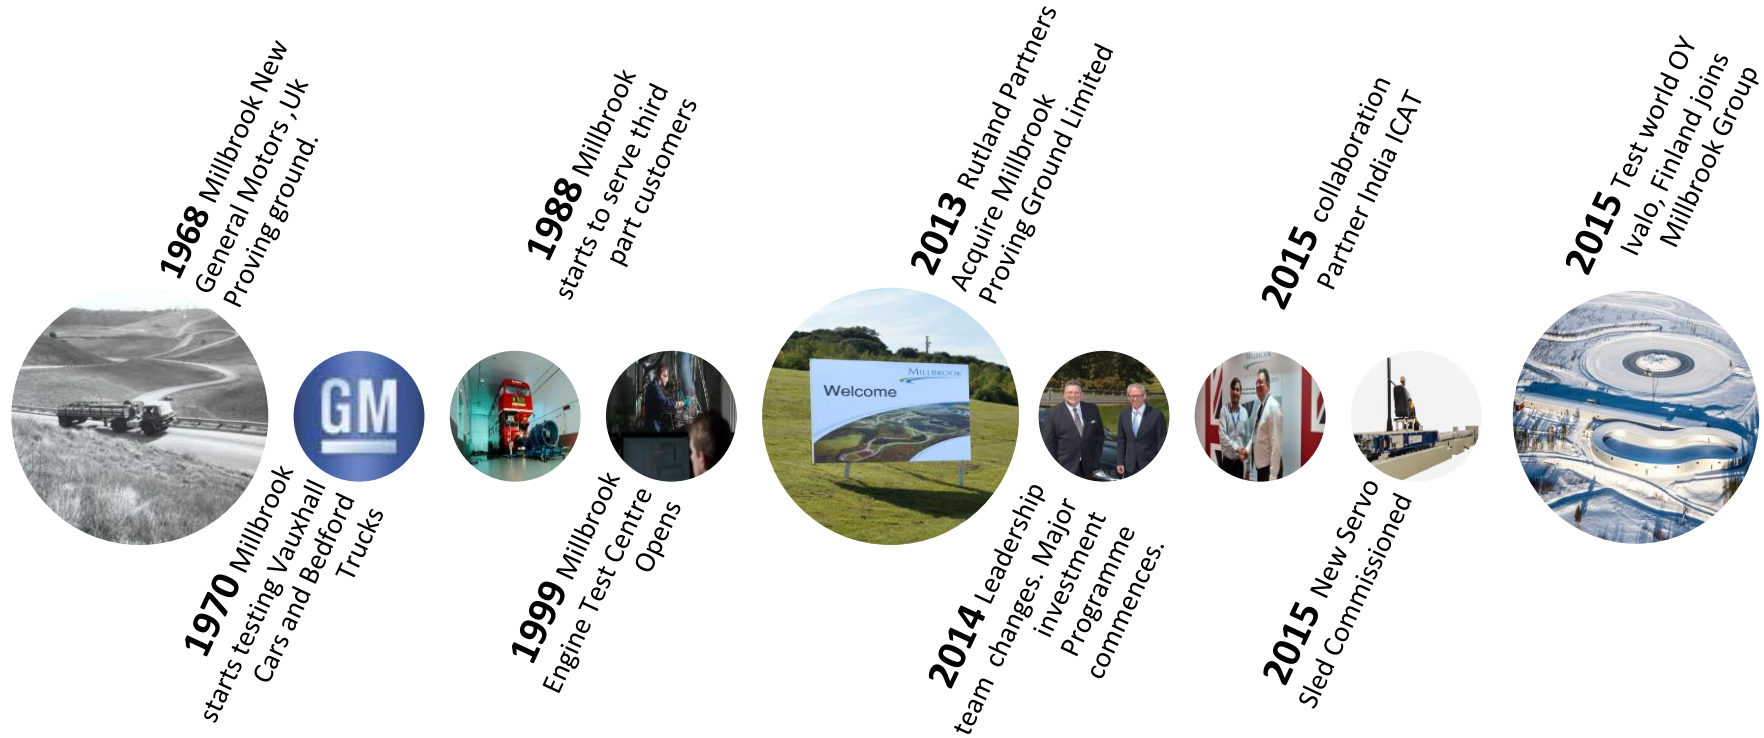 1968 Millbrook New
General Motors, Uk
Proving ground.
1970 Millbrook
starts testing Vauxhall
Cars and Bedford
Trucks
GM
1988 Millbrook
starts to serve third
part customers
1999 Millbrook
Engine Test Centre
Opens
2013 Rutland Partners
Acquire Millbrook
Proving Ground Limited
MILLBROOK
Welcome
2014 Leadership
team changes. Major
investment
Programme
commences.
2015 collaboration
Partner India ICAT
MILLBROOK
2015 New Servo
Sled Commissioned
2015 Test world OY
Ivalo, Finland joins
Millbrook Group